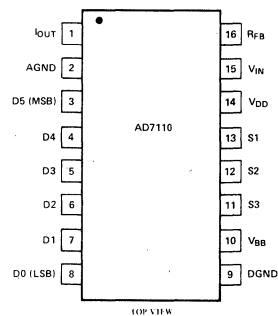 IOUT 1 16 RFB
AGND 2 15 VIN
D5 (MSB) 3 14 VDD
AD7110
D4 4 13 S1
D3 5 12 S2
D2 6 11 S3
D1 7 10 VBB
D0 (LSB) 8 9 DGND
TOP VIEW